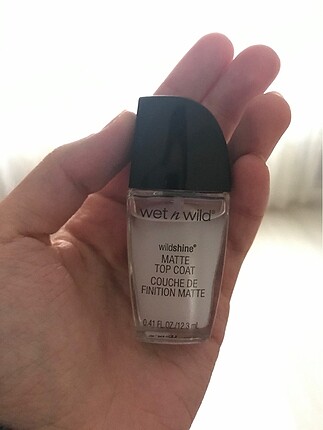 wet n wild®
wildshine®
MATTE
TOP COAT
COUCHE DE
FINITION MATTE
0.41 FL OZ/12.3 mL